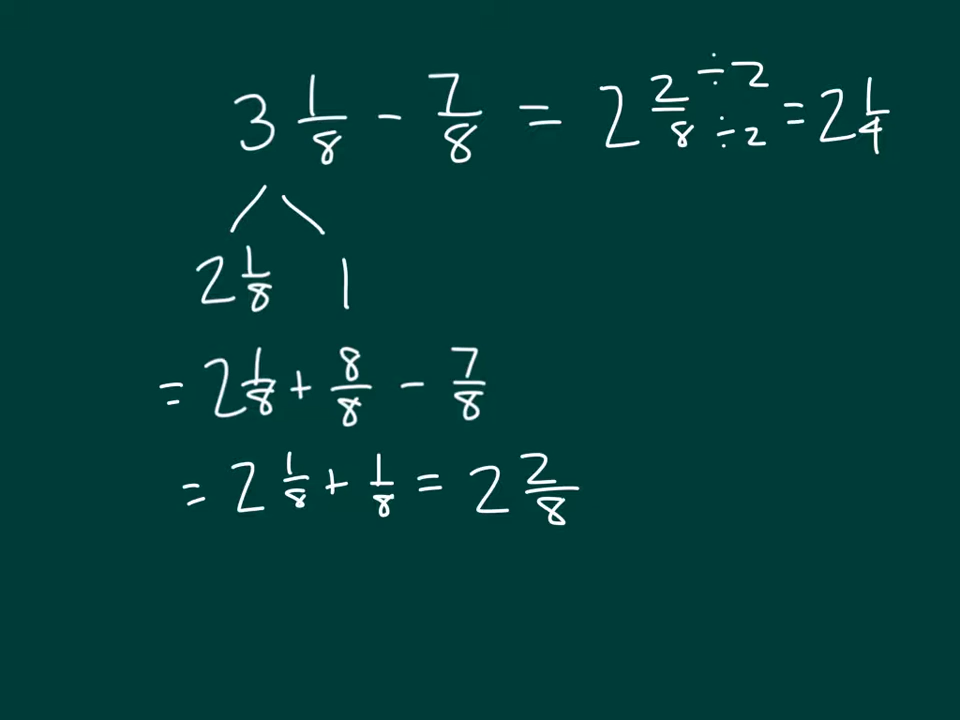 3 1/8 - 7/8 = 2 2/8 ÷2/÷2 = 2 1/4
2 1/8 1
= 2 1/8 + 8/8 - 7/8
= 2 1/8 + 1/8 = 2 2/8